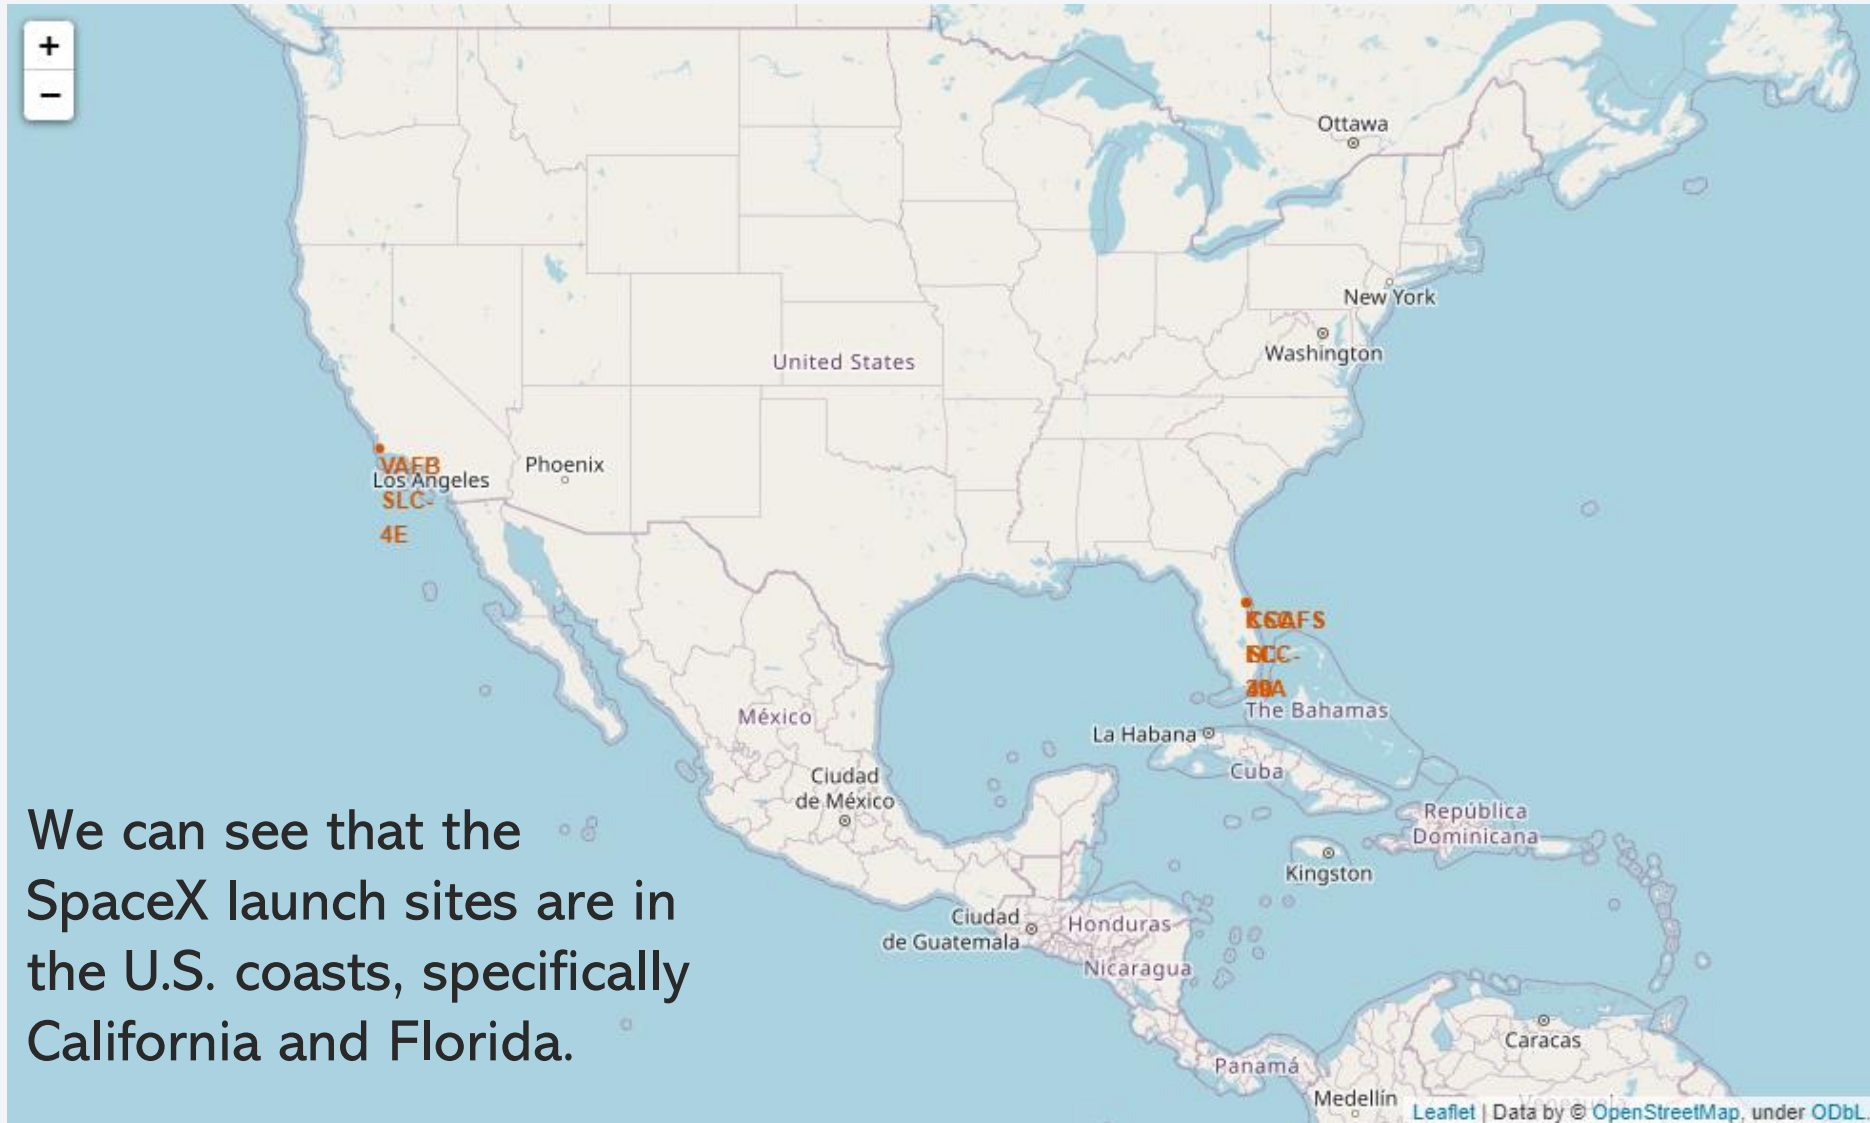 +
−
Ottawa
New York
Washington
United States
Phoenix
VAFB
Los Angeles
SLC-
4E
The Bahamas
México
La Habana
Cuba
Ciudad
de México
República
Dominicana
Kingston
Ciudad
de Guatemala
Honduras
Nicaragua
Caracas
Panamá
Medellín
We can see that the
SpaceX launch sites are in
the U.S. coasts, specifically
California and Florida.
Leaflet | Data by © OpenStreetMap, under ODbL.